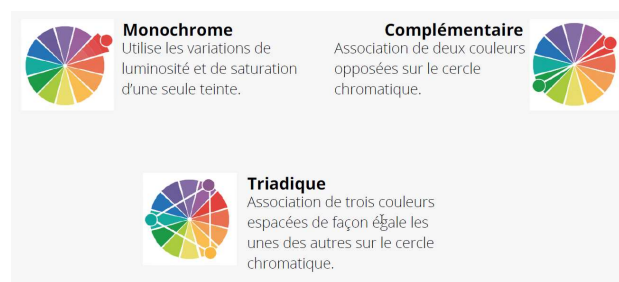 Monochrome
Utilise les variations de
luminosité et de saturation
d’une seule teinte.
Complémentaire
Association de deux couleurs
opposées sur le cercle
chromatique.
Triadique
Association de trois couleurs
espacées de façon égale les
unes des autres sur le cercle
chromatique.